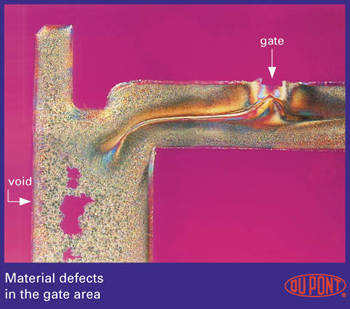 gate
void
Material defects
in the gate area
DU PONT